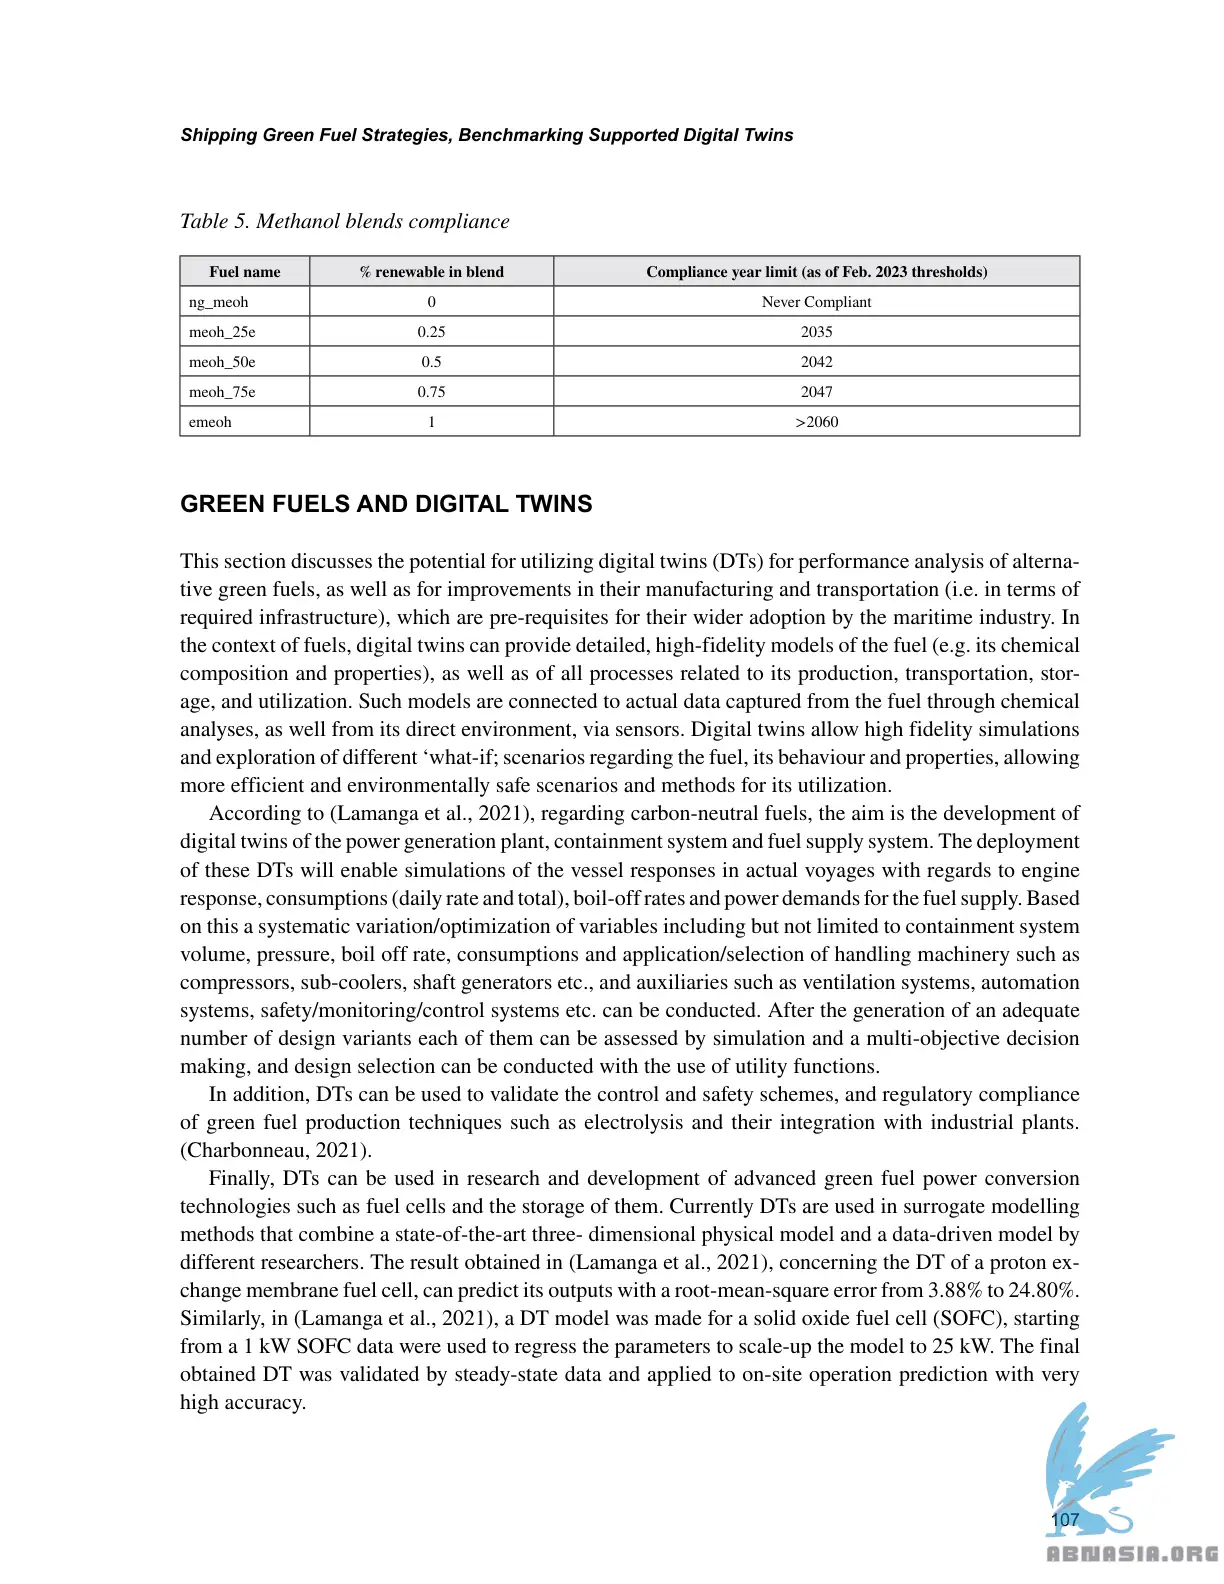 Shipping Green Fuel Strategies, Benchmarking Supported Digital Twins
Table 5. Methanol blends compliance
Fuel name % renewable in blend Compliance year limit (as of Feb. 2023 thresholds)
ng_meoh 0 Never Compliant
meoh_25e 0.25 2035
meoh_50e 0.5 2042
meoh_75e 0.75 2047
emeoh 1 >2060
GREEN FUELS AND DIGITAL TWINS
This section discusses the potential for utilizing digital twins (DTs) for performance analysis of alterna-
tive green fuels, as well as for improvements in their manufacturing and transportation (i.e. in terms of
required infrastructure), which are pre-requisites for their wider adoption by the maritime industry. In
the context of fuels, digital twins can provide detailed, high-fidelity models of the fuel (e.g. its chemical
composition and properties), as well as of all processes related to its production, transportation, stor-
age, and utilization. Such models are connected to actual data captured from the fuel through chemical
analyses, as well from its direct environment, via sensors. Digital twins allow high fidelity simulations
and exploration of different ‘what-if; scenarios regarding the fuel, its behaviour and properties, allowing
more efficient and environmentally safe scenarios and methods for its utilization.
According to (Lamanga et al., 2021), regarding carbon-neutral fuels, the aim is the development of
digital twins of the power generation plant, containment system and fuel supply system. The deployment
of these DTs will enable simulations of the vessel responses in actual voyages with regards to engine
response, consumptions (daily rate and total), boil-off rates and power demands for the fuel supply. Based
on this a systematic variation/optimization of variables including but not limited to containment system
volume, pressure, boil off rate, consumptions and application/selection of handling machinery such as
compressors, sub-coolers, shaft generators etc., and auxiliaries such as ventilation systems, automation
systems, safety/monitoring/control systems etc. can be conducted. After the generation of an adequate
number of design variants each of them can be assessed by simulation and a multi-objective decision
making, and design selection can be conducted with the use of utility functions.
In addition, DTs can be used to validate the control and safety schemes, and regulatory compliance
of green fuel production techniques such as electrolysis and their integration with industrial plants.
(Charbonneau, 2021).
Finally, DTs can be used in research and development of advanced green fuel power conversion
technologies such as fuel cells and the storage of them. Currently DTs are used in surrogate modelling
methods that combine a state-of-the-art three- dimensional physical model and a data-driven model by
different researchers. The result obtained in (Lamanga et al., 2021), concerning the DT of a proton ex-
change membrane fuel cell, can predict its outputs with a root-mean-square error from 3.88% to 24.80%.
Similarly, in (Lamanga et al., 2021), a DT model was made for a solid oxide fuel cell (SOFC), starting
from a 1 kW SOFC data were used to regress the parameters to scale-up the model to 25 kW. The final
obtained DT was validated by steady-state data and applied to on-site operation prediction with very
high accuracy.
107
ABNASIA.ORG